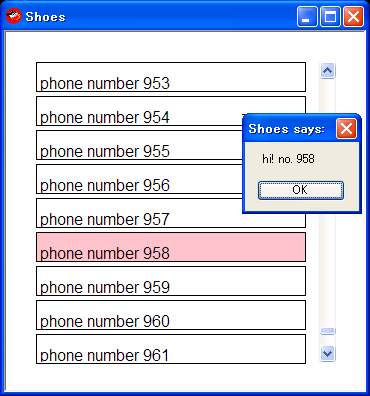 Shoes
phone number 953
phone number 954
phone number 955
phone number 956
phone number 957
phone number 958
phone number 959
phone number 960
phone number 961
Shoes says:
hi! no. 958
OK